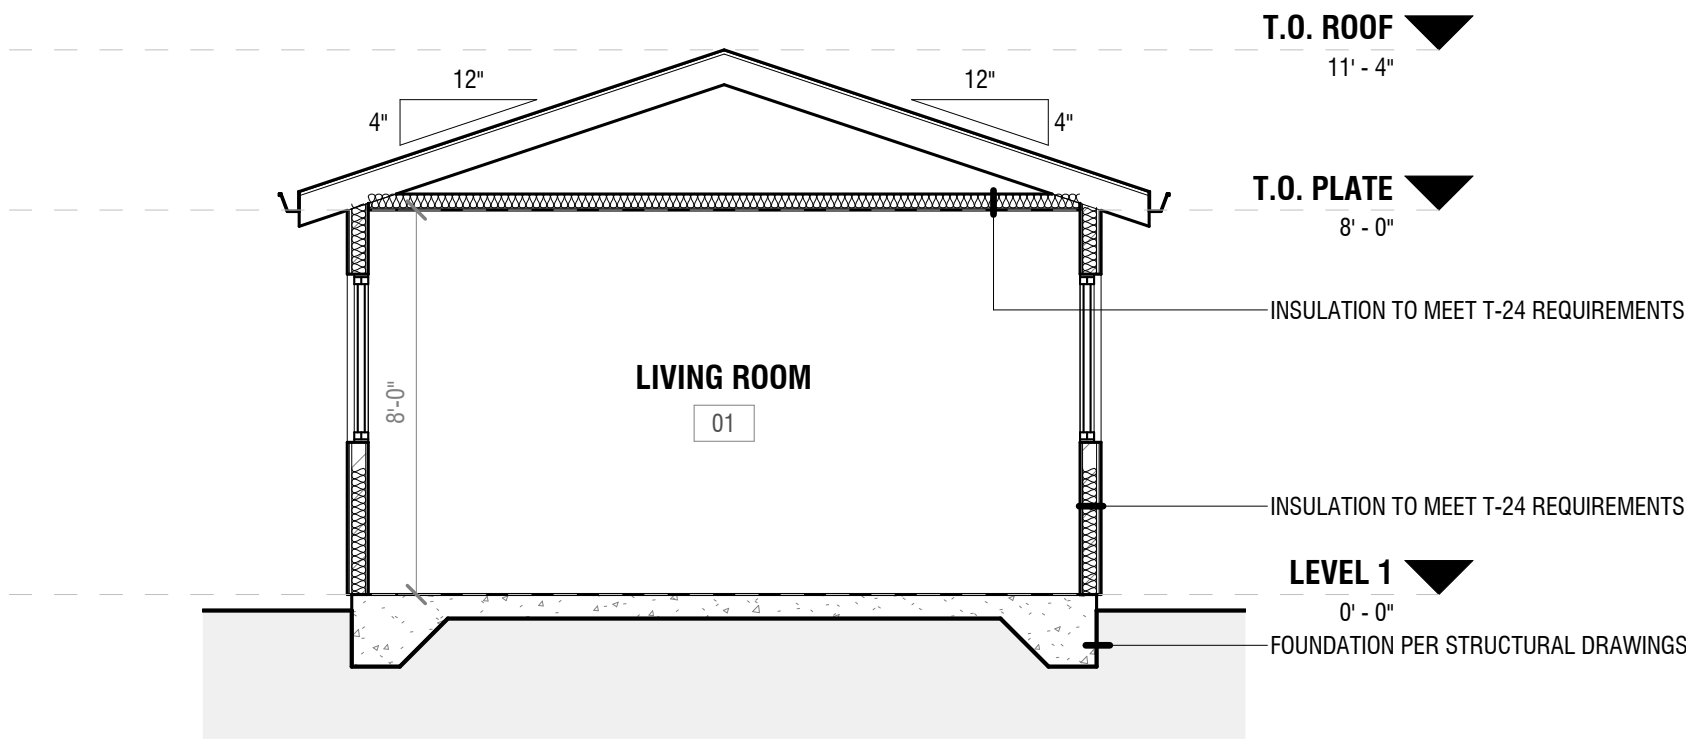 T.O. ROOF
11' - 4"
12"
12"
4"
4"
T.O. PLATE
8' - 0"
INSULATION TO MEET T-24 REQUIREMENTS
LIVING ROOM
8'-0"
01
INSULATION TO MEET T-24 REQUIREMENTS
LEVEL 1
0' - 0"
FOUNDATION PER STRUCTURAL DRAWINGS